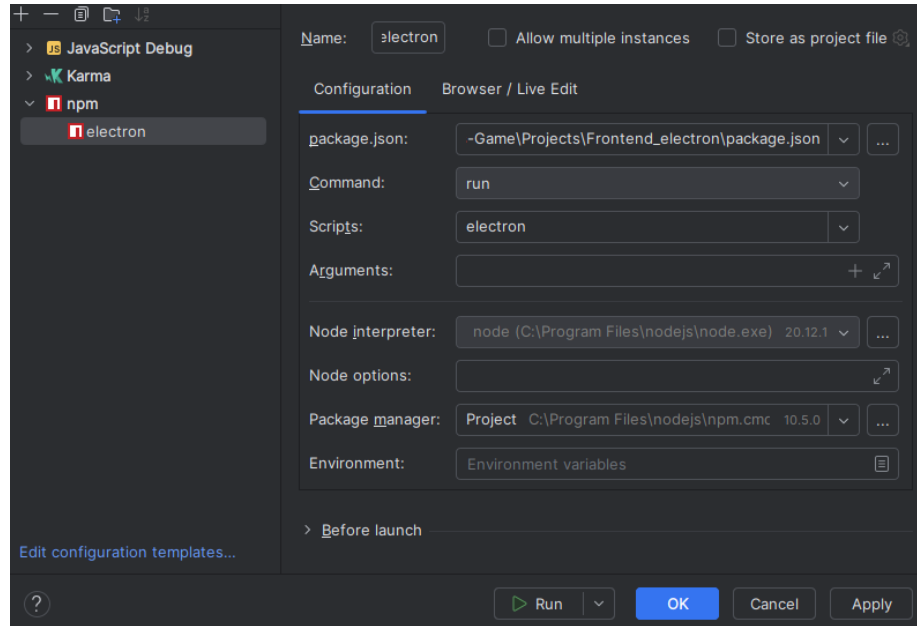 JS JavaScript Debug
Karma
npm
electron
Edit configuration templates...
Name: electron Allow multiple instances Store as project file
Configuration Browser / Live Edit
package.json: -Game\Projects\Frontend_electron\package.json ...
Command: run
Scripts: electron
Arguments:
Node interpreter: node (C:\Program Files\nodejs\node.exe) 20.12.1 ...
Node options:
Package manager: Project C:\Program Files\nodejs\npm.cmc 10.5.0 ...
Environment: Environment variables
Before launch
? Run OK Cancel Apply